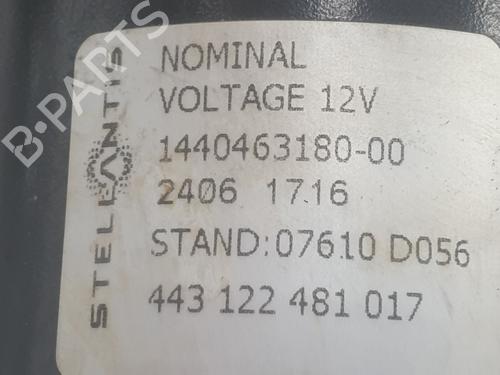 NOMINAL
VOLTAGE 12V
1440463180-00
2406 17.16
STAND:07610 D056
443 122 481 017
STELLANTIS
B-PARTS